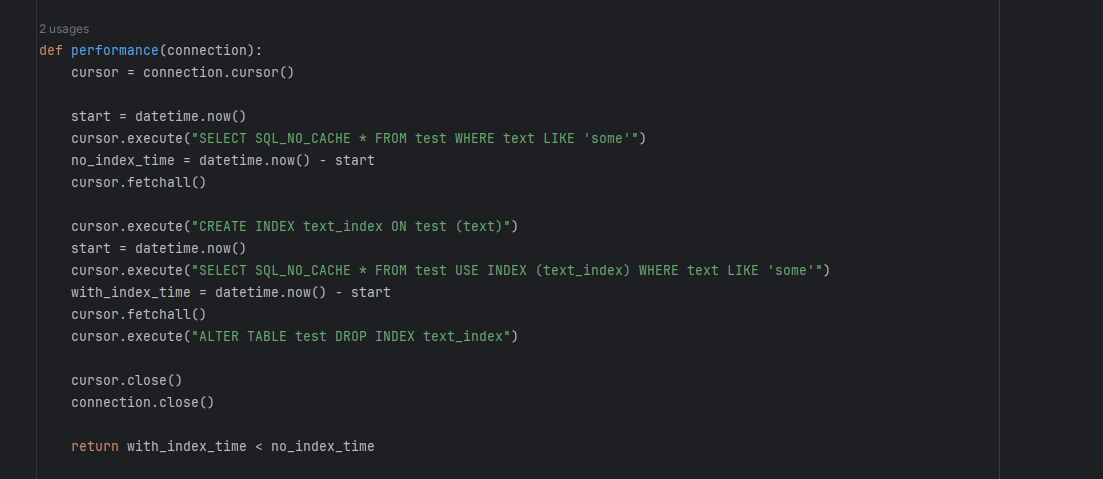 2 usages
def performance(connection):
    cursor = connection.cursor()

    start = datetime.now()
    cursor.execute("SELECT SQL_NO_CACHE * FROM test WHERE text LIKE 'some'")
    no_index_time = datetime.now() - start
    cursor.fetchall()

    cursor.execute("CREATE INDEX text_index ON test (text)")
    start = datetime.now()
    cursor.execute("SELECT SQL_NO_CACHE * FROM test USE INDEX (text_index) WHERE text LIKE 'some'")
    with_index_time = datetime.now() - start
    cursor.fetchall()
    cursor.execute("ALTER TABLE test DROP INDEX text_index")

    cursor.close()
    connection.close()

    return with_index_time < no_index_time